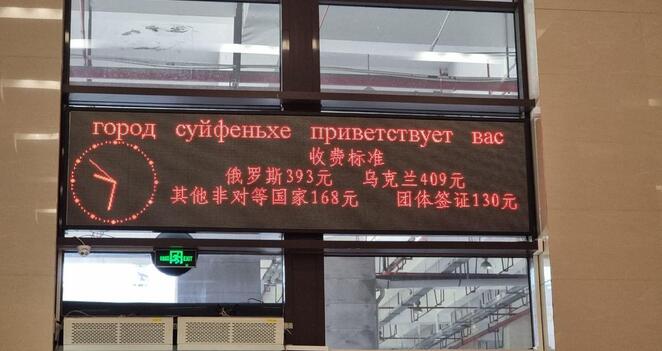 город суйфеньхе приветствует вас
收费标准
俄罗斯393元 乌克兰409元
其他非对等国家168元 团体签证130元
EXIT